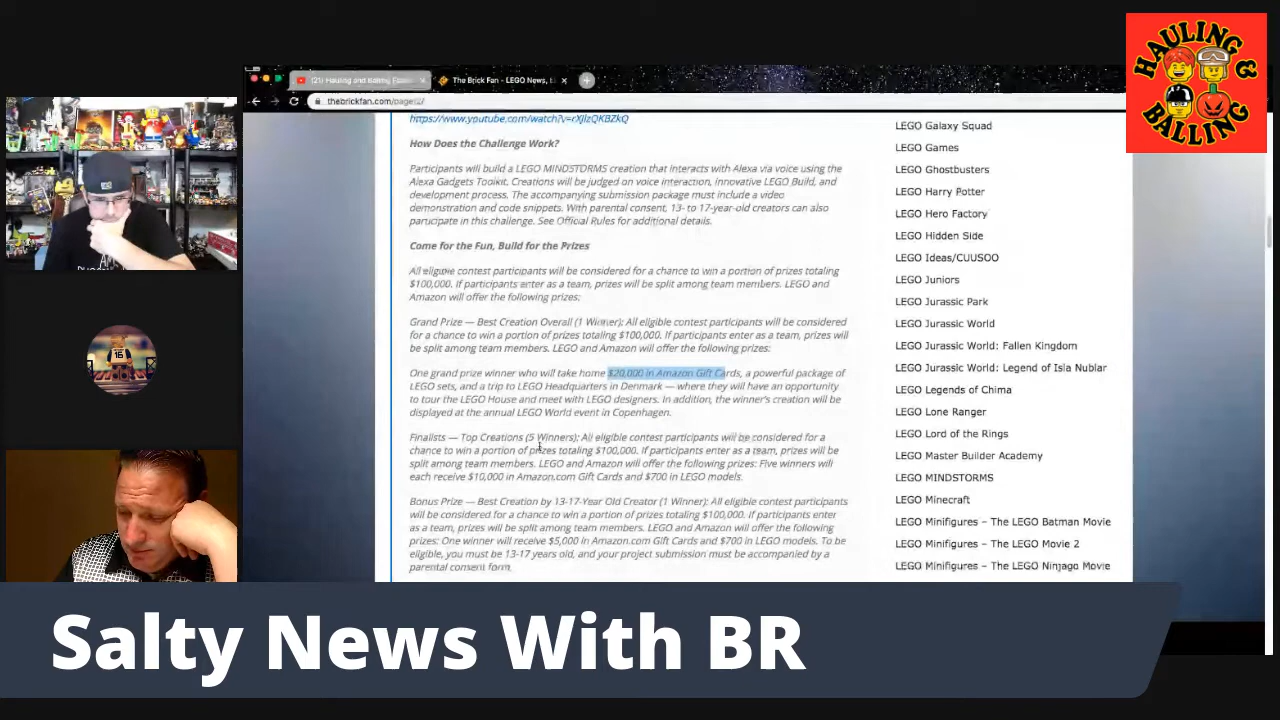 HAULING
&
BALLING
(21) Hauling and Balling
The Brick Fan - LEGO News,
thebrickfan.com/page/2/
https://www.youtube.com/watch?v=rXjlzQKBZkQ
How Does the Challenge Work?
Participants will build a LEGO MINDSTORMS creation that interacts with Alexa via voice using the
Alexa Gadgets Toolkit. Creations will be judged on voice interaction, innovative LEGO Build, and
development process. The accompanying submission package must include a video
demonstration and code snippets. With parental consent, 13- to 17-year-old creators can also
participate in this challenge. See Official Rules for additional details.
Come for the Fun, Build for the Prizes
All eligible contest participants will be considered for a chance to win a portion of prizes totaling
$100,000. If participants enter as a team, prizes will be split among team members. LEGO and
Amazon will offer the following prizes:
Grand Prize — Best Creation Overall (1 Winner): All eligible contest participants will be considered
for a chance to win a portion of prizes totaling $100,000. If participants enter as a team, prizes will
be split among team members. LEGO and Amazon will offer the following prizes:
One grand prize winner who will take home $20,000 in Amazon Gift Cards, a powerful package of
LEGO sets, and a trip to LEGO Headquarters in Denmark — where they will have an opportunity
to tour the LEGO House and meet with LEGO designers. In addition, the winner's creation will be
displayed at the annual LEGO World event in Copenhagen.
Finalists — Top Creations (5 Winners): All eligible contest participants will be considered for a
chance to win a portion of prizes totaling $100,000. If participants enter as a team, prizes will be
split among team members. LEGO and Amazon will offer the following prizes: Five winners will
each receive $10,000 in Amazon.com Gift Cards and $700 in LEGO models.
Bonus Prize — Best Creation by 13-17-Year Old Creator (1 Winner): All eligible contest participants
will be considered for a chance to win a portion of prizes totaling $100,000. If participants enter
as a team, prizes will be split among team members. LEGO and Amazon will offer the following
prizes: One winner will receive $5,000 in Amazon.com Gift Cards and $700 in LEGO models. To be
eligible, you must be 13-17 years old, and your project submission must be accompanied by a
parental consent form.
LEGO Galaxy Squad
LEGO Games
LEGO Ghostbusters
LEGO Harry Potter
LEGO Hero Factory
LEGO Hidden Side
LEGO Ideas/CUUSOO
LEGO Juniors
LEGO Jurassic Park
LEGO Jurassic World
LEGO Jurassic World: Fallen Kingdom
LEGO Jurassic World: Legend of Isla Nublar
LEGO Legends of China
LEGO Lone Ranger
LEGO Lord of the Rings
LEGO Master Builder Academy
LEGO MINDSTORMS
LEGO Minecraft
LEGO Minifigures – The LEGO Batman Movie
LEGO Minifigures – The LEGO Movie 2
LEGO Minifigures – The LEGO Ninjago Movie
16
Salty News With BR